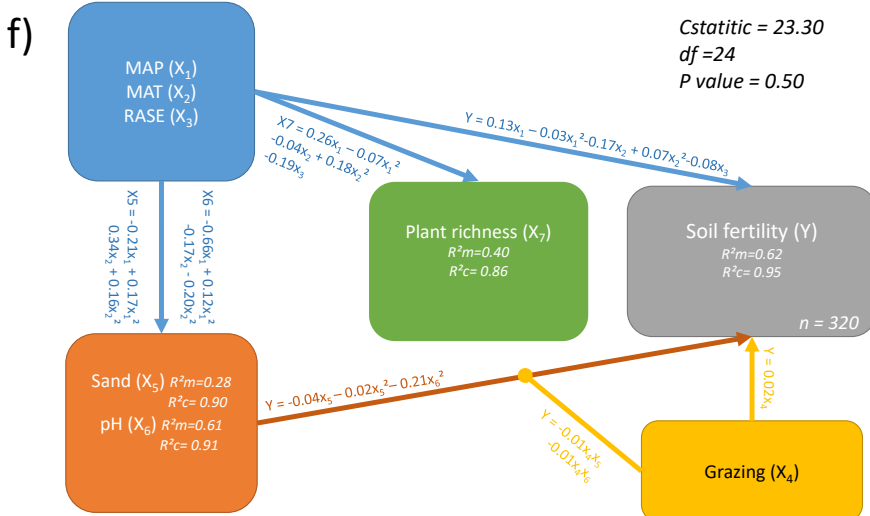 f)
Cstatitic = 23.30
df =24
P value = 0.50
MAP (X₁)
MAT (X₂)
RASE (X₃)
X7 = 0.26x₁ – 0.07x₁²
-0.04x₂ + 0.18x₂²
-0.19x₃
Y = 0.13x₁ – 0.03x₁²-0.17x₂ + 0.07x₂²-0.08x₃
X5 = -0.21x₁ + 0.17x₁²
0.34x₂ + 0.16x₂²
X6 = -0.66x₁ + 0.12x₁²
-0.17x₂ - 0.20x₂²
Plant richness (X₇)
R²m=0.40
R²c= 0.86
Soil fertility (Y)
R²m=0.62
R²c= 0.95
n = 320
Sand (X₅) R²m=0.28
R²c= 0.90
pH (X₆) R²m=0.61
R²c= 0.91
Y = -0.04x₅ – 0.02x₅² – 0.21x₆²
Y = -0.01x₄x₅
-0.01x₄x₆
Y = 0.02x₄
Grazing (X₄)